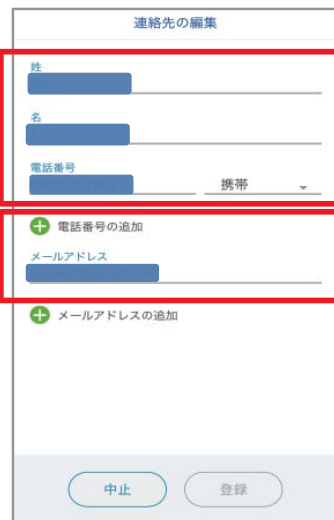 連絡先の編集
姓
名
電話番号
携帯
電話番号の追加
メールアドレス
メールアドレスの追加
中止
登録